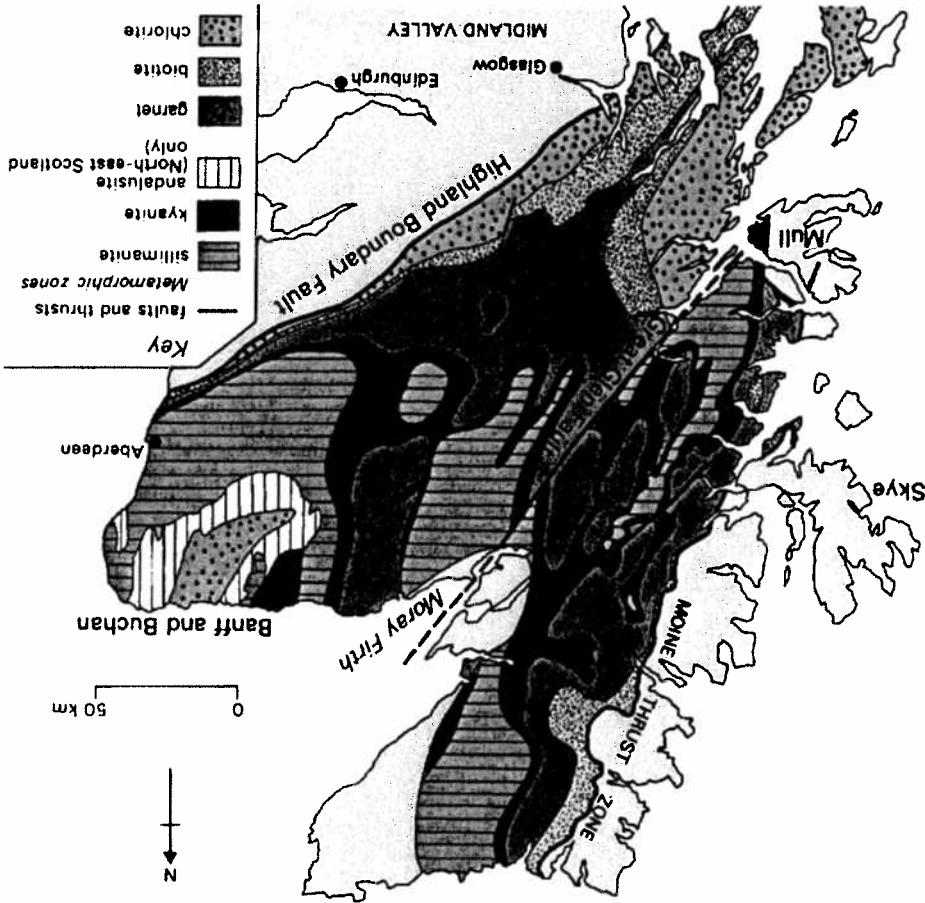 N
0 50 km
ZONE
THRUST
MOINE
Moray Firth
Banff and Buchan
Skye
Aberdeen
Mull
Highland Boundary Fault
Glasgow
Edinburgh
MIDLAND VALLEY
Key
faults and thrusts
Metamorphic zones
sillimanite
kyanite
andalusite
(North-east Scotland
only)
garnet
biotite
chlorite